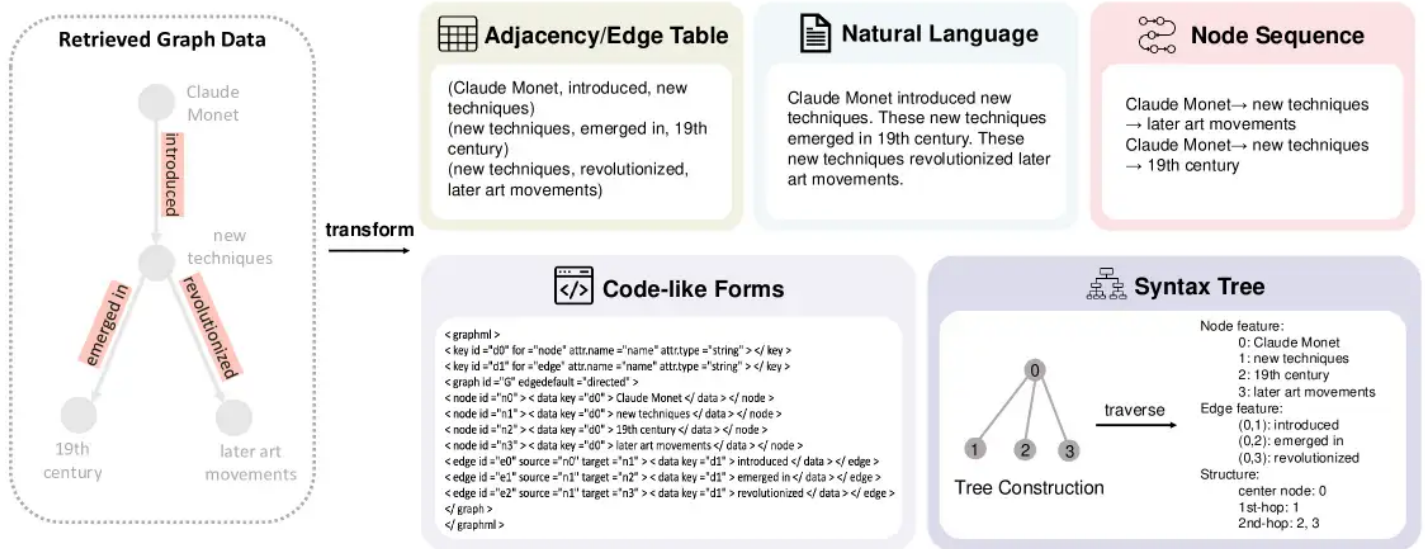 Retrieved Graph Data
Claude
Monet
introduced
new
techniques
emerged in
revolutionized
19th
century
later art
movements
transform
Adjacency/Edge Table
(Claude Monet, introduced, new
techniques)
(new techniques, emerged in, 19th
century)
(new techniques, revolutionized,
later art movements)
Natural Language
Claude Monet introduced new
techniques. These new techniques
emerged in 19th century. These
new techniques revolutionized later
art movements.
Node Sequence
Claude Monet→ new techniques
→ later art movements
Claude Monet→ new techniques
→ 19th century
</> Code-like Forms
< graphml >
< key id ="d0" for ="node" attr.name ="name" attr.type ="string" > </ key >
< key id ="d1" for ="edge" attr.name ="name" attr.type ="string" > </ key >
< graph id ="G" edgedefault ="directed" >
< node id ="n0" > < data key ="d0" > Claude Monet </ data > </ node >
< node id ="n1" > < data key ="d0" > new techniques </ data > </ node >
< node id ="n2" > < data key ="d0" > 19th century </ data > </ node >
< node id ="n3" > < data key ="d0" > later art movements </ data > </ node >
< edge id ="e0" source ="n0" target ="n1" > < data key ="d1" > introduced </ data > </ edge >
< edge id ="e1" source ="n1" target ="n2" > < data key ="d1" > emerged in </ data > </ edge >
< edge id ="e2" source ="n1" target ="n3" > < data key ="d1" > revolutionized </ data > </ edge >
</ graph >
</ graphml >
Syntax Tree
0
1 2 3
Tree Construction
traverse
Node feature:
0: Claude Monet
1: new techniques
2: 19th century
3: later art movements
Edge feature:
(0,1): introduced
(0,2): emerged in
(0,3): revolutionized
Structure:
center node: 0
1st-hop: 1
2nd-hop: 2, 3